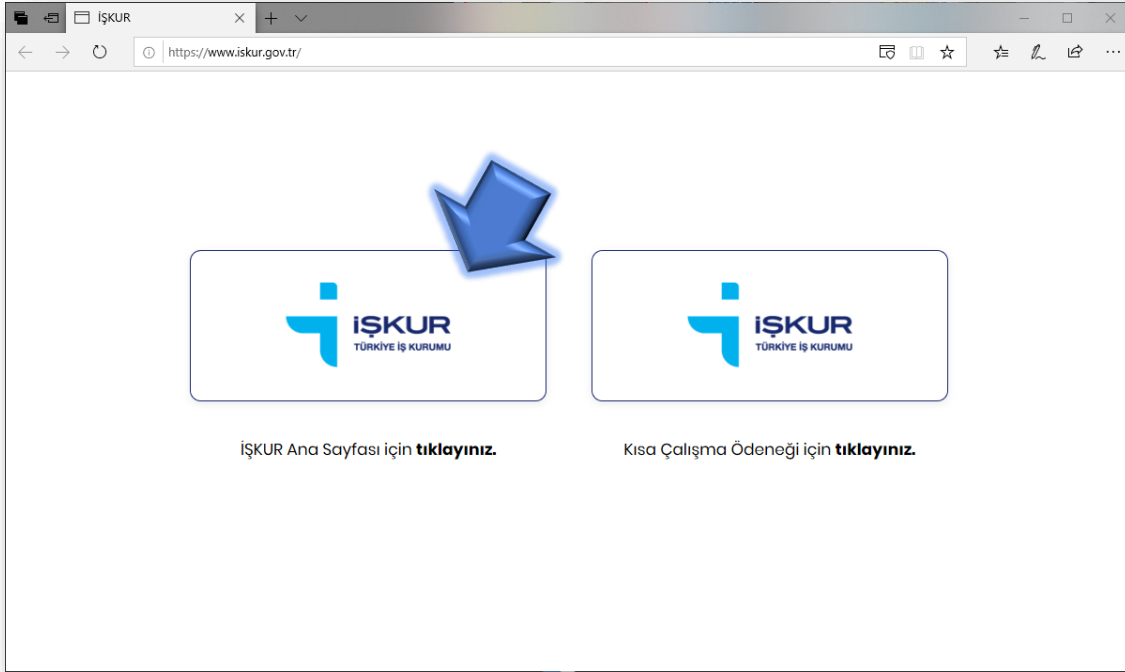 İŞKUR
https://www.iskur.gov.tr/
İŞKUR
TÜRKİYE İŞ KURUMU
İŞKUR Ana Sayfası için tıklayınız.
İŞKUR
TÜRKİYE İŞ KURUMU
Kısa Çalışma Ödeneği için tıklayınız.